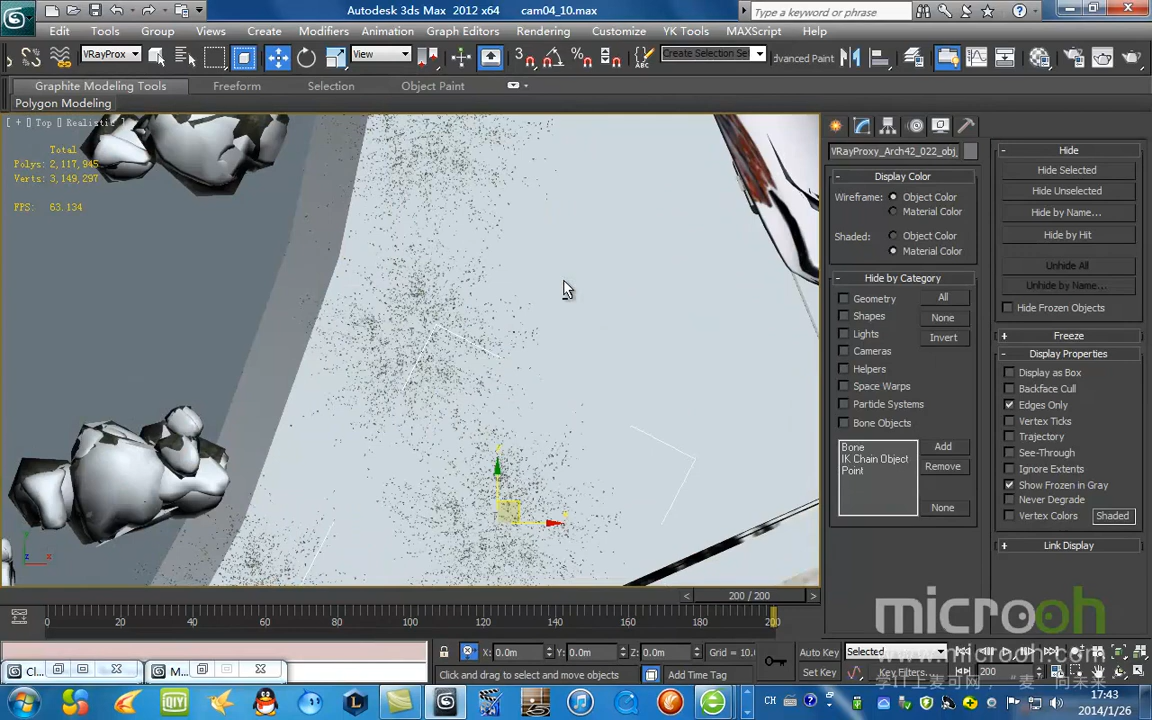 Autodesk 3ds Max 2012 x64 cam04_10.max
Type a keyword or phrase
Edit Tools Group Views Create Modifiers Animation Graph Editors Rendering Customize YK Tools MAXScript Help
VRayProx View Create Selection Se dvanced Paint
Graphite Modeling Tools Freeform Selection Object Paint
Polygon Modeling
[ + ] [ Top ] [ Realistic ]
Total
Polys: 2,117,945
Verts: 3,149,297
FPS: 63.134
VRayProxy_Arch42_022_obj_
Display Color
Wireframe: Object Color
Material Color
Shaded: Object Color
Material Color
Hide by Category
Geometry All
Shapes None
Lights Invert
Cameras
Helpers
Space Warps
Particle Systems
Bone Objects
Bone
IK Chain Object
Point
Add
Remove
None
Hide
Hide Selected
Hide Unselected
Hide by Name...
Hide by Hit
Unhide All
Unhide by Name...
Hide Frozen Objects
Freeze
Display Properties
Display as Box
Backface Cull
Edges Only
Vertex Ticks
Trajectory
See-Through
Ignore Extents
Show Frozen in Gray
Never Degrade
Vertex Colors Shaded
Link Display
microoh
200 / 200
0 20 40 60 80 100 120 140 160 180 200
X: 0.0m Y: 0.0m Z: 0.0m Grid = 10.0
Auto Key Selected
Click and drag to select and move objects Add Time Tag
Set Key 200
Cl... M...
CH
17:43
2014/1/26